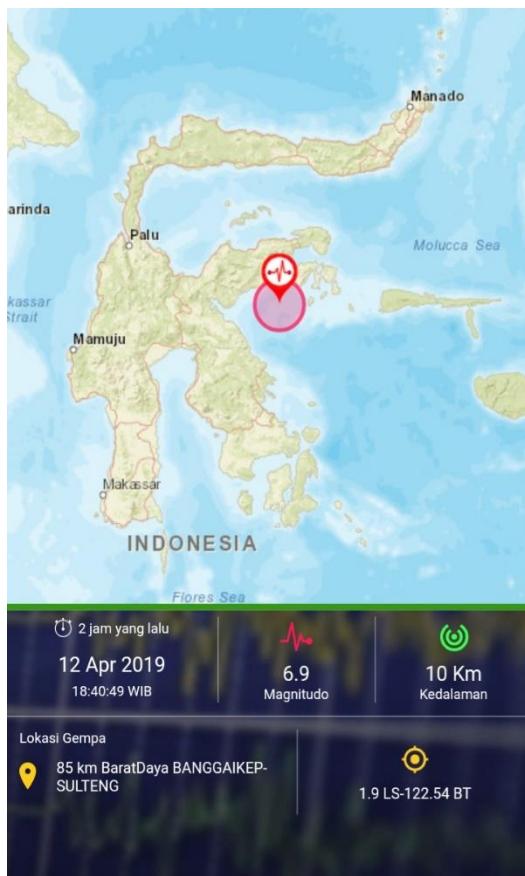 Manado
arinda
Palu
Molucca Sea
kassar
Strait
Mamuju
Makassar
INDONESIA
Flores Sea
2 jam yang lalu
12 Apr 2019
18:40:49 WIB
6.9
Magnitudo
10 Km
Kedalaman
Lokasi Gempa
85 km BaratDaya BANGGAIKEP-
SULTENG
1.9 LS-122.54 BT